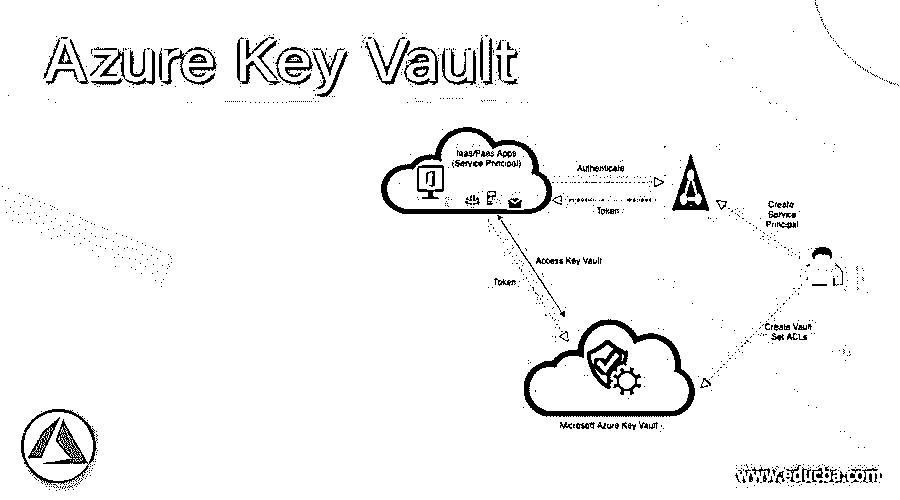 Azure Key Vault
Iaas/Paas Apps
(Service Principal)
Authenticate
Token
Create
Service
Principal
Access Key Vault
Token
Create Vault
Set ACLs
Microsoft Azure Key Vault
www.educba.com